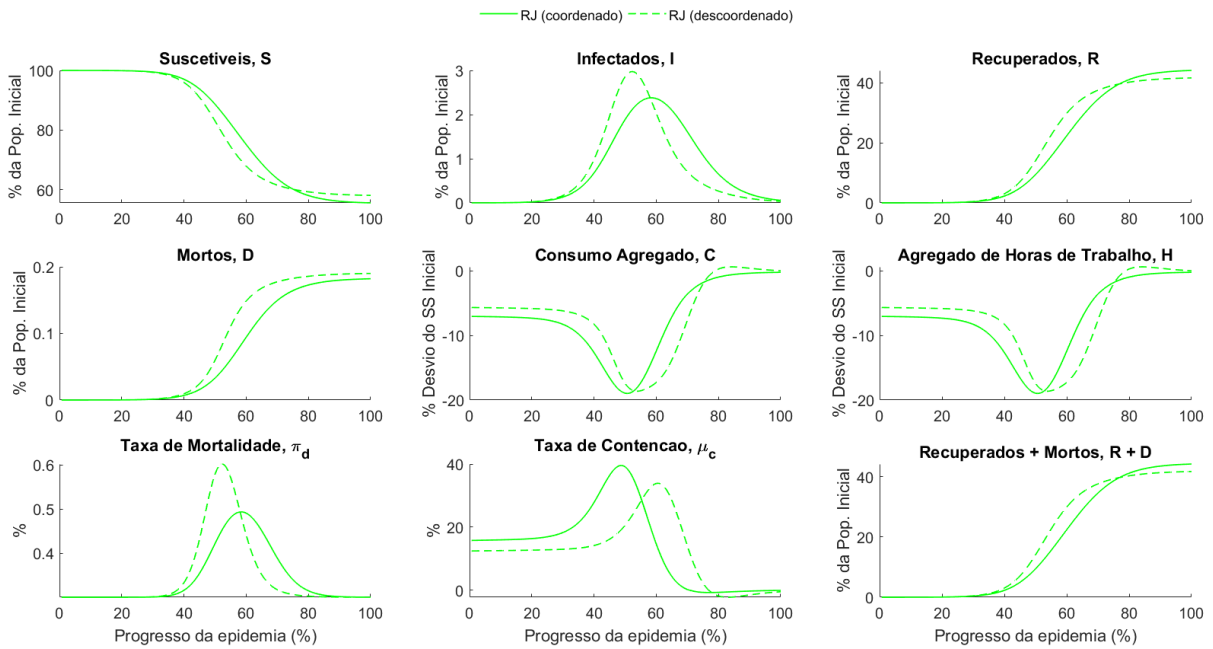 RJ (coordenado) RJ (descoordenado)
Suscetiveis, S
% da Pop. Inicial
100
80
60
0 20 40 60 80 100
Infectados, I
% da Pop. Inicial
3
2
1
0
0 20 40 60 80 100
Recuperados, R
% da Pop. Inicial
40
20
0
0 20 40 60 80 100
Mortos, D
% da Pop. Inicial
0.2
0.1
0
0 20 40 60 80 100
Consumo Agregado, C
% Desvio do SS Inicial
0
-10
-20
0 20 40 60 80 100
Agregado de Horas de Trabalho, H
% Desvio do SS Inicial
0
-10
-20
0 20 40 60 80 100
Taxa de Mortalidade, π_d
%
0.6
0.5
0.4
0 20 40 60 80 100
Progresso da epidemia (%)
Taxa de Contencao, μ_c
%
40
20
0
0 20 40 60 80 100
Progresso da epidemia (%)
Recuperados + Mortos, R + D
% da Pop. Inicial
40
20
0
0 20 40 60 80 100
Progresso da epidemia (%)